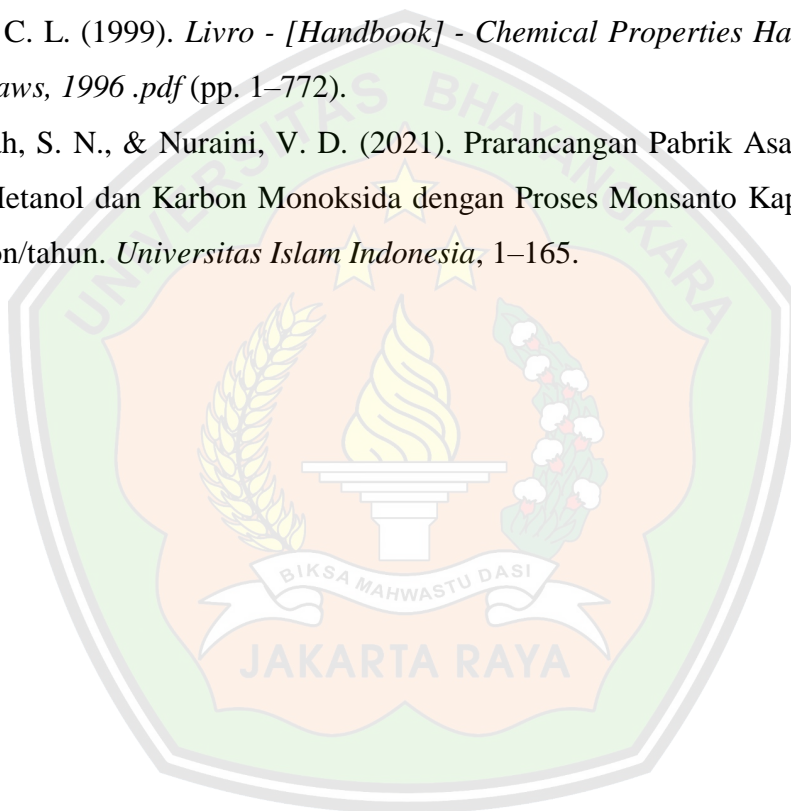 C. L. (1999). Livro - [Handbook] - Chemical Properties Ha
aws, 1996 .pdf (pp. 1–772).
ah, S. N., & Nuraini, V. D. (2021). Prarancangan Pabrik Asa
Metanol dan Karbon Monoksida dengan Proses Monsanto Kap
on/tahun. Universitas Islam Indonesia, 1–165.
UNIVERSITAS BHAYANGKARA
BIKSA MAHWASTU DASI
JAKARTA RAYA